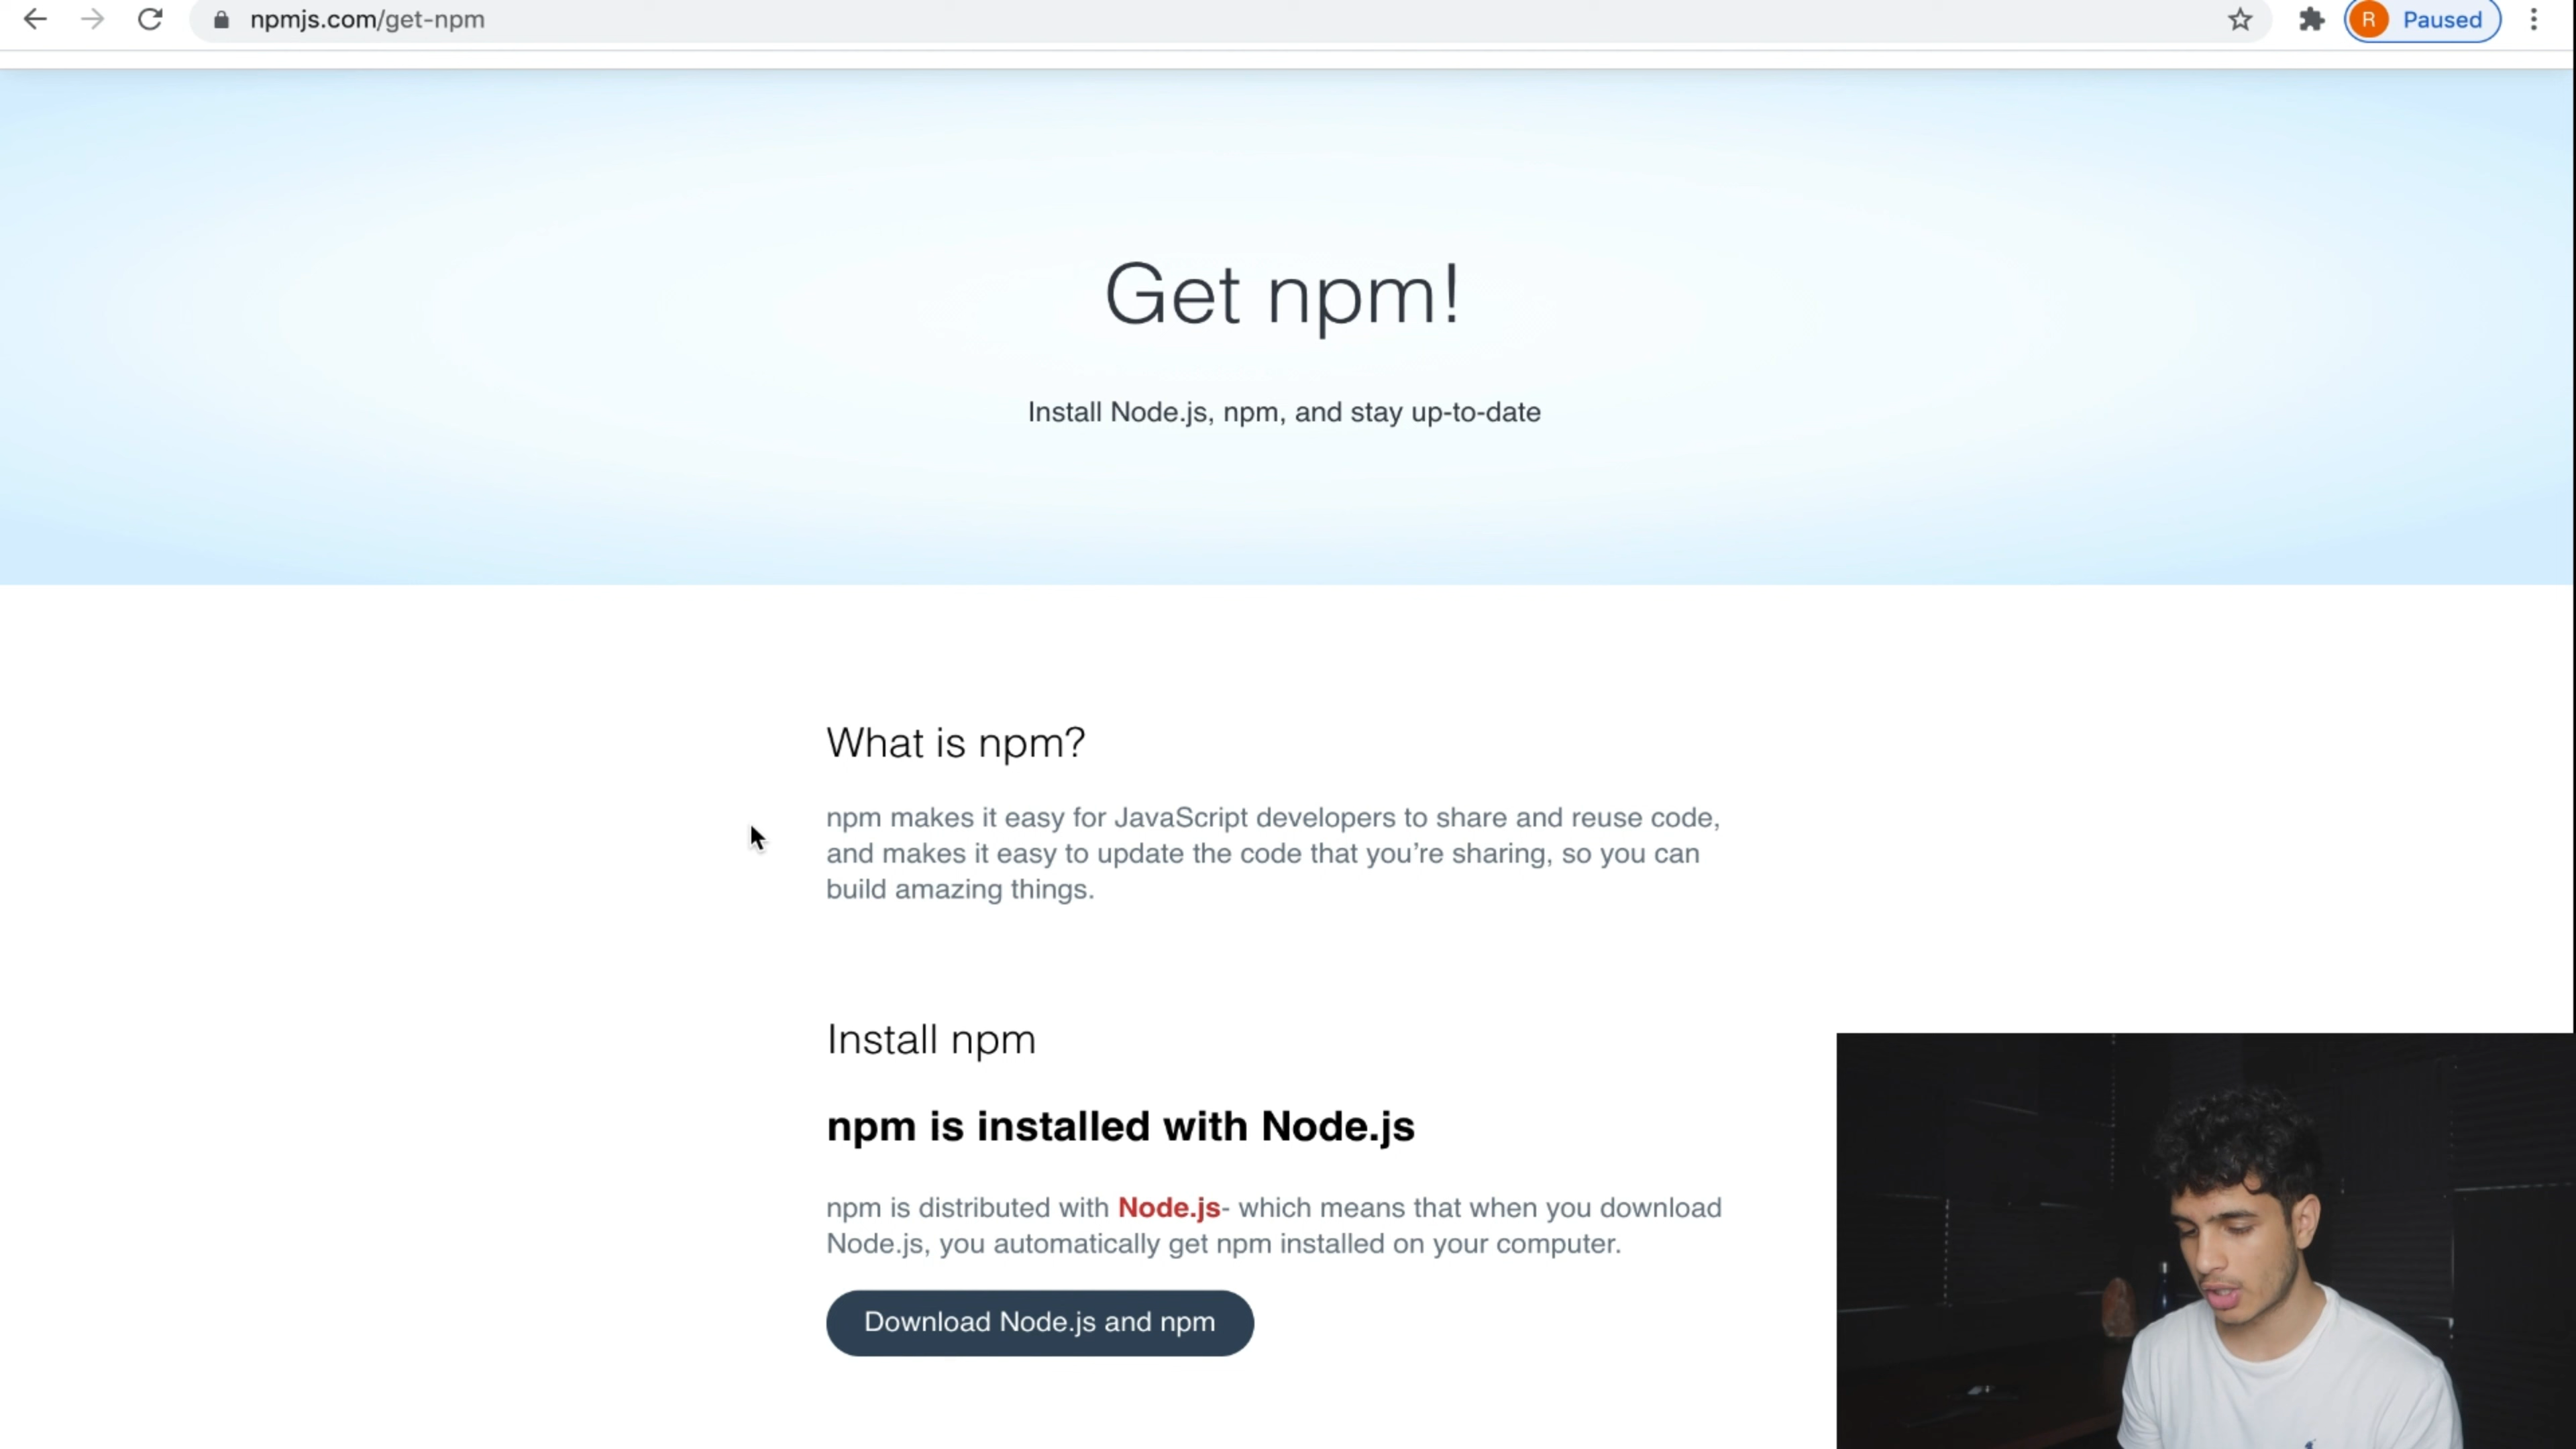 npmjs.com/get-npm
R
Paused
Get npm!
Install Node.js, npm, and stay up-to-date
What is npm?
npm makes it easy for JavaScript developers to share and reuse code,
and makes it easy to update the code that you're sharing, so you can
build amazing things.
Install npm
npm is installed with Node.js
npm is distributed with Node.js- which means that when you download
Node.js, you automatically get npm installed on your computer.
Download Node.js and npm